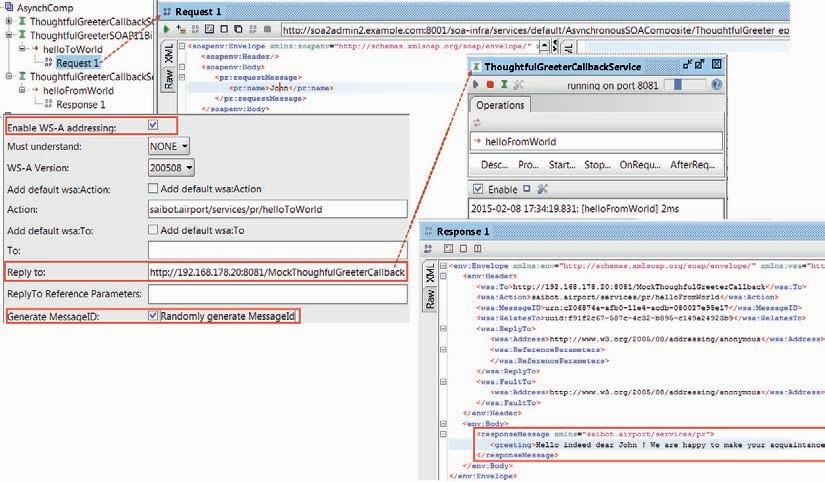 AsynchComp
ThoughtfulGreeterCallbackSO
ThoughtfulGreeterSOAP11Bi
helloToWorld
Request 1
ThoughtfulGreeterCallbackSe
helloFromWorld
Response 1
Request 1
http://soa2admin2.example.com:8001/soa-infra/services/default/AsynchronousSOAComposite/ThoughtfulGreeter_ep
XML
Raw
<soapenv:Envelope xmlns:soapenv="http://schemas.xmlsoap.org/soap/envelope/"
<soapenv:Header/>
<soapenv:Body>
<pr:requestMessage>
<pr:name>John</pr:name>
</pr:requestMessage>
</soapenv:Body>
ThoughtfulGreeterCallbackService
running on port 8081
Operations
helloFromWorld
Desc... Pro... Start... Stop... OnRequ... AfterReq...
Enable
2015-02-08 17:34:19.831: [helloFromWorld] 2ms
Enable WS-A addressing:
Must understand: NONE
WS-A Version: 200508
Add default wsa:Action: Add default wsa:Action
Action: saibot.airport/services/pr/helloToWorld
Add default wsa:To: Add default wsa:To
To:
Reply to: http://192.168.178.20:8081/MockThoughfulGreeterCallback
ReplyTo Reference Parameters:
Generate MessageID: Randomly generate MessageId
Response 1
XML
Raw
<env:Envelope xmlns:env="http://schemas.xmlsoap.org/soap/envelope/" xmlns:wsa="htt
<env:Header>
<wsa:To>http://192.168.178.20:8081/MockThoughfulGreeterCallback</wsa:To>
<wsa:Action>saibot.airport/services/pr/helloFromWorld</wsa:Action>
<wsa:MessageID>urn:c206874a-afb0-11e4-acdb-080027e95e17</wsa:MessageID>
<wsa:RelatesTo>uuid:f91f2c67-587c-4c32-b895-c149e24923b9</wsa:RelatesTo>
<wsa:ReplyTo>
<wsa:Address>http://www.w3.org/2005/08/addressing/anonymous</wsa:Address>
<wsa:ReferenceParameters>
</wsa:ReferenceParameters>
</wsa:ReplyTo>
<wsa:FaultTo>
<wsa:Address>http://www.w3.org/2005/08/addressing/anonymous</wsa:Address>
</wsa:FaultTo>
</env:Header>
<env:Body>
<responseMessage xmlns="saibot.airport/services/pr">
<greeting>Hello indeed dear John ! We are happy to make your acquaintance
</responseMessage>
</env:Body>
</env:Envelope>